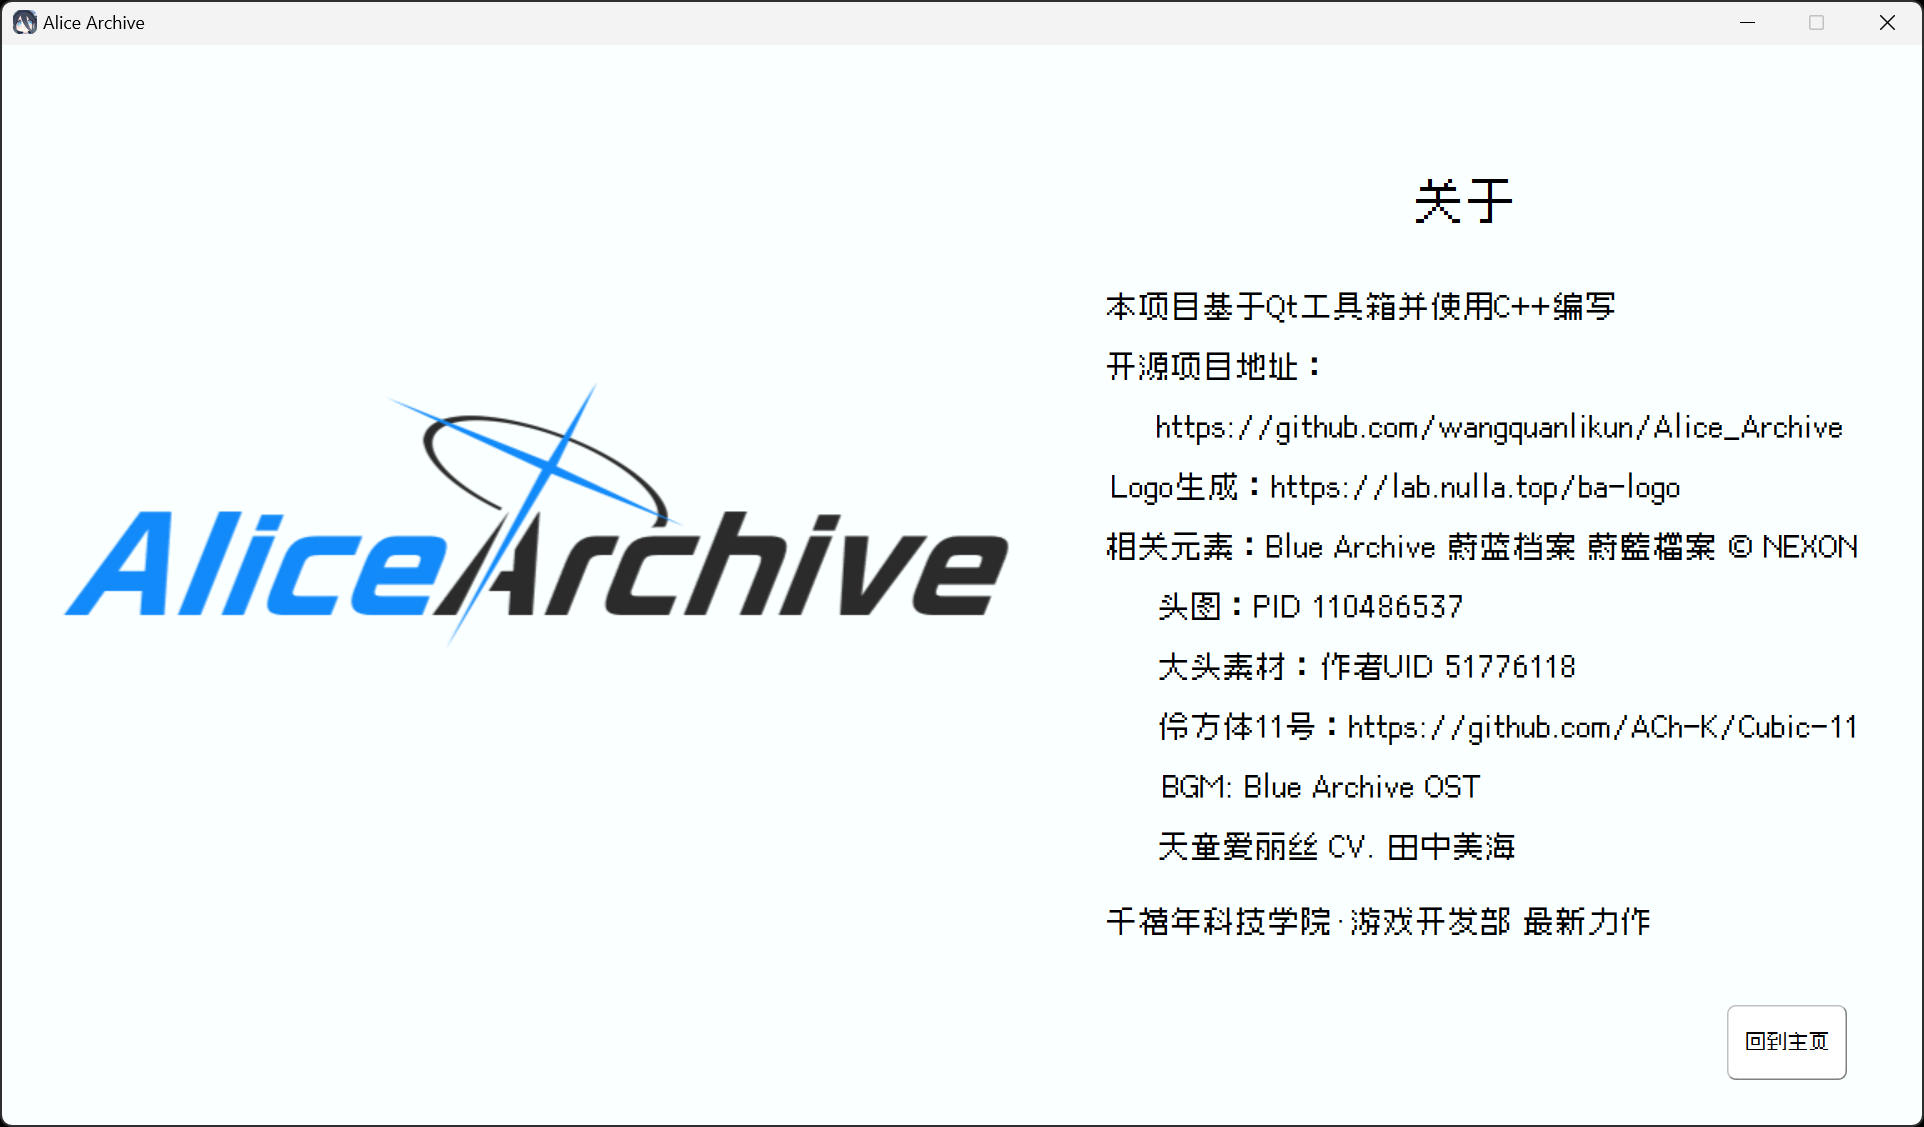 Alice Archive
AliceArchive
关于
本项目基于Qt工具箱并使用C++编写
开源项目地址：
https://github.com/wangquanlikun/Alice_Archive
Logo生成：https://lab.nulla.top/ba-logo
相关元素：Blue Archive 蔚蓝档案 蔚藍檔案 © NEXON
头图：PID 110486537
大头素材：作者UID 51776118
伶方体11号：https://github.com/ACh-K/Cubic-11
BGM: Blue Archive OST
天童爱丽丝 CV. 田中美海
千禧年科技学院·游戏开发部 最新力作
回到主页